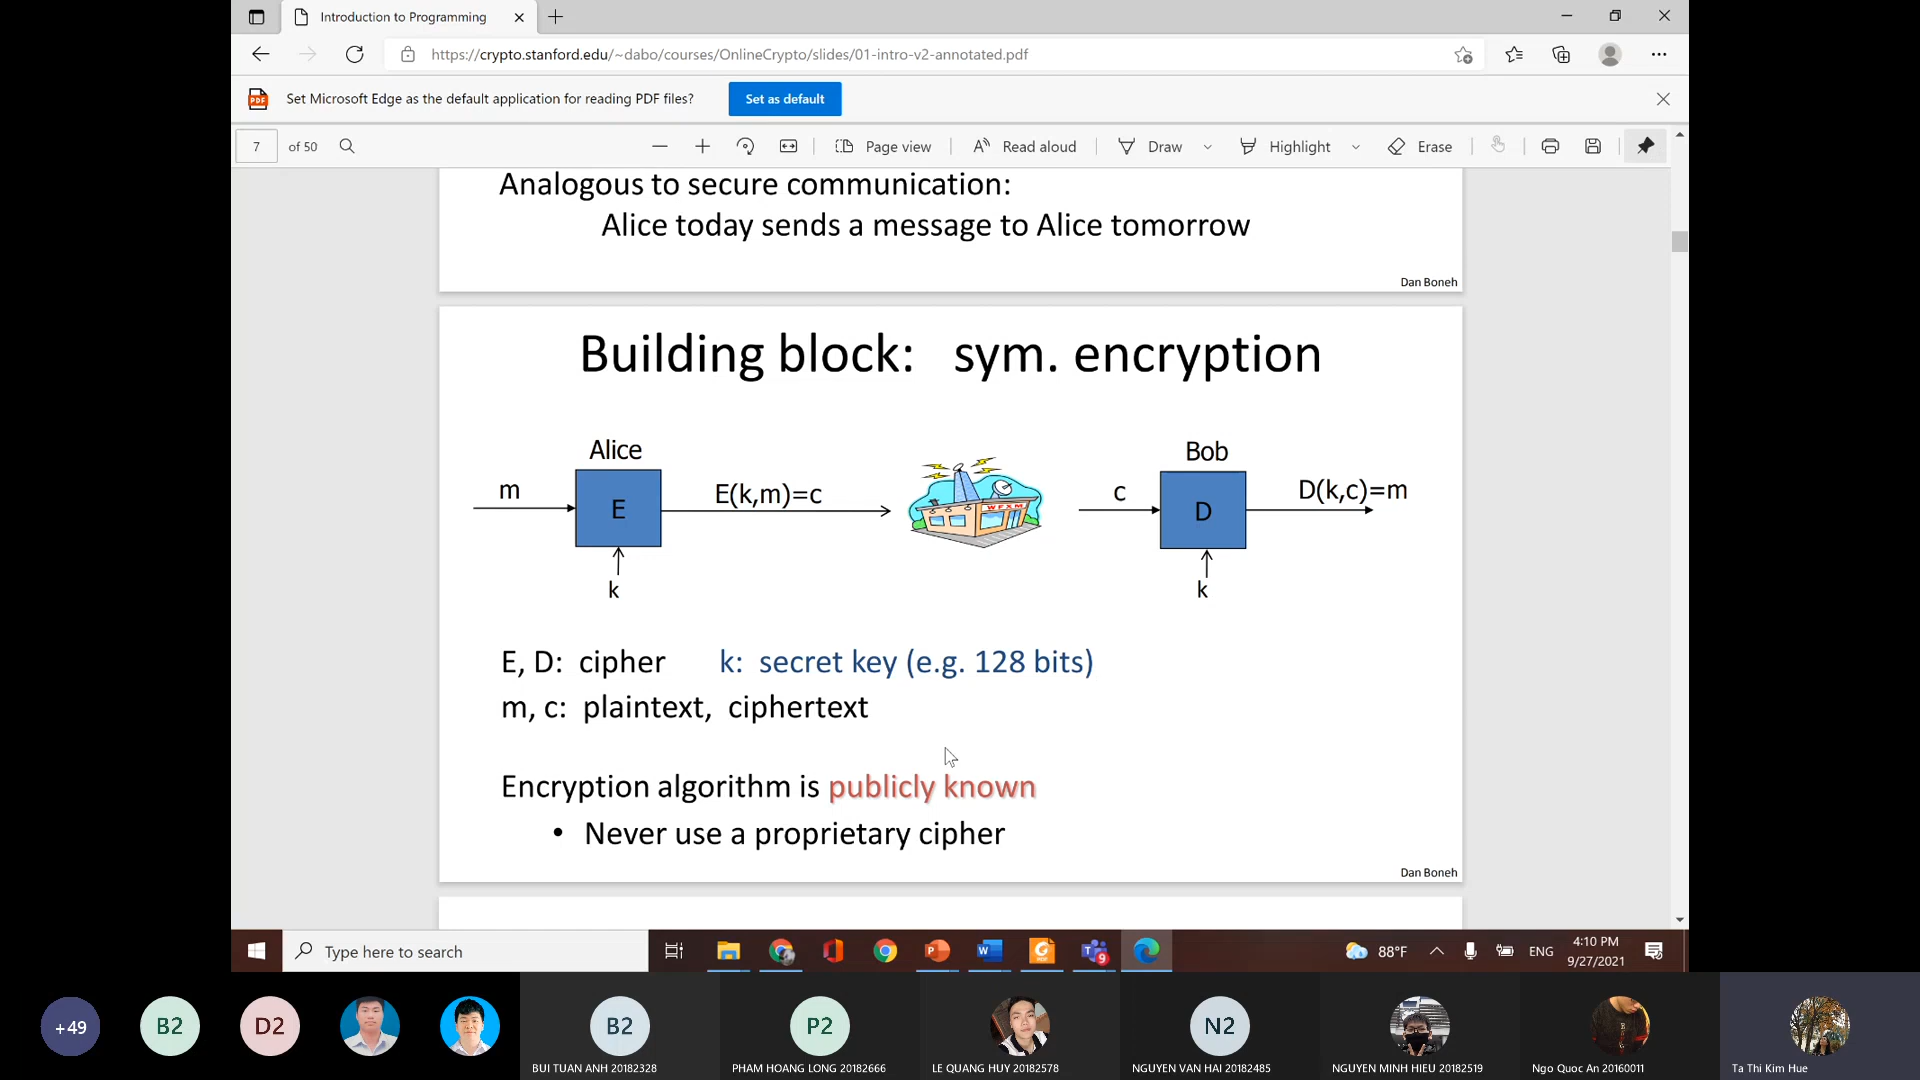 Introduction to Programming
https://crypto.stanford.edu/~dabo/courses/OnlineCrypto/slides/01-intro-v2-annotated.pdf
PDF
Set Microsoft Edge as the default application for reading PDF files?
Set as default
7 of 50
Page view
Read aloud
Draw
Highlight
Erase
Analogous to secure communication:
Alice today sends a message to Alice tomorrow
Dan Boneh
Building block: sym. encryption
Alice
Bob
m
E
E(k,m)=c
WFXM
c
D
D(k,c)=m
k
k
E, D: cipher k: secret key (e.g. 128 bits)
m, c: plaintext, ciphertext
Encryption algorithm is publicly known
• Never use a proprietary cipher
Dan Boneh
Type here to search
9
88°F
ENG
4:10 PM
9/27/2021
+49
B2
D2
B2
P2
N2
BUI TUAN ANH 20182328
PHAM HOANG LONG 20182666
LE QUANG HUY 20182578
NGUYEN VAN HAI 20182485
NGUYEN MINH HIEU 20182519
Ngo Quoc An 20160011
Ta Thi Kim Hue